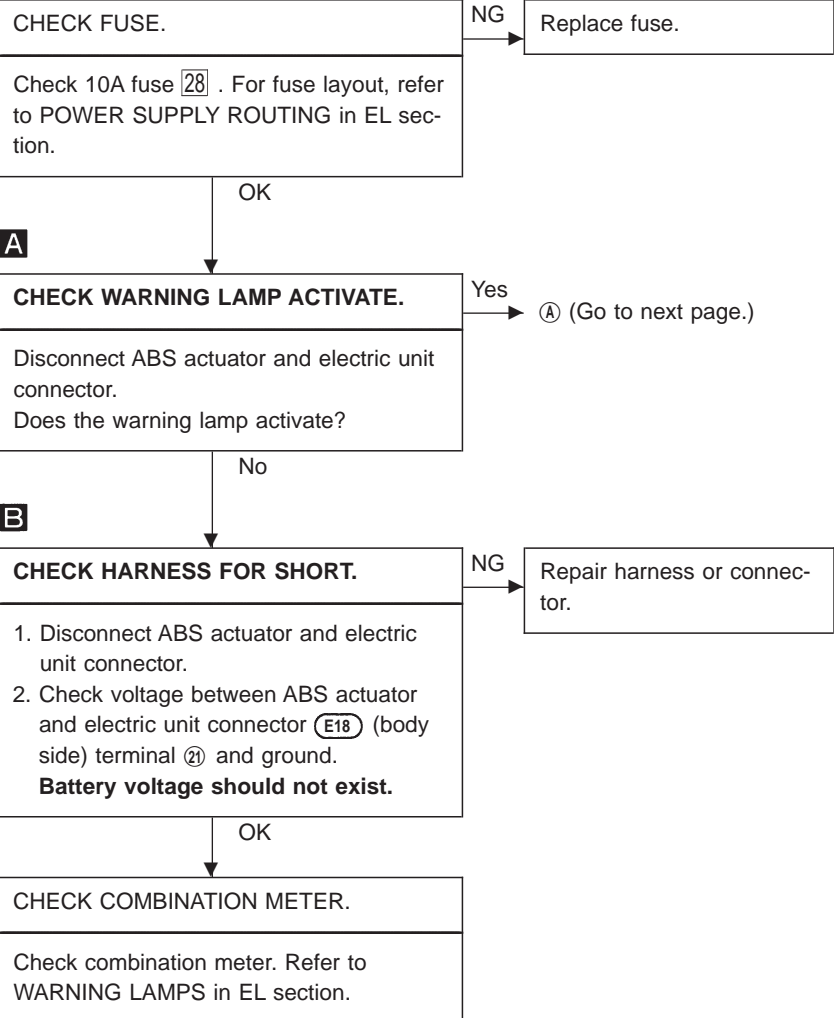 CHECK FUSE.
NG
Replace fuse.
Check 10A fuse 28 . For fuse layout, refer
to POWER SUPPLY ROUTING in EL sec-
tion.
OK
A
CHECK WARNING LAMP ACTIVATE.
Yes
Ⓐ (Go to next page.)
Disconnect ABS actuator and electric unit
connector.
Does the warning lamp activate?
No
B
CHECK HARNESS FOR SHORT.
NG
Repair harness or connec-
tor.
1. Disconnect ABS actuator and electric
unit connector.
2. Check voltage between ABS actuator
and electric unit connector E18 (body
side) terminal ㉑ and ground.
Battery voltage should not exist.
OK
CHECK COMBINATION METER.
Check combination meter. Refer to
WARNING LAMPS in EL section.